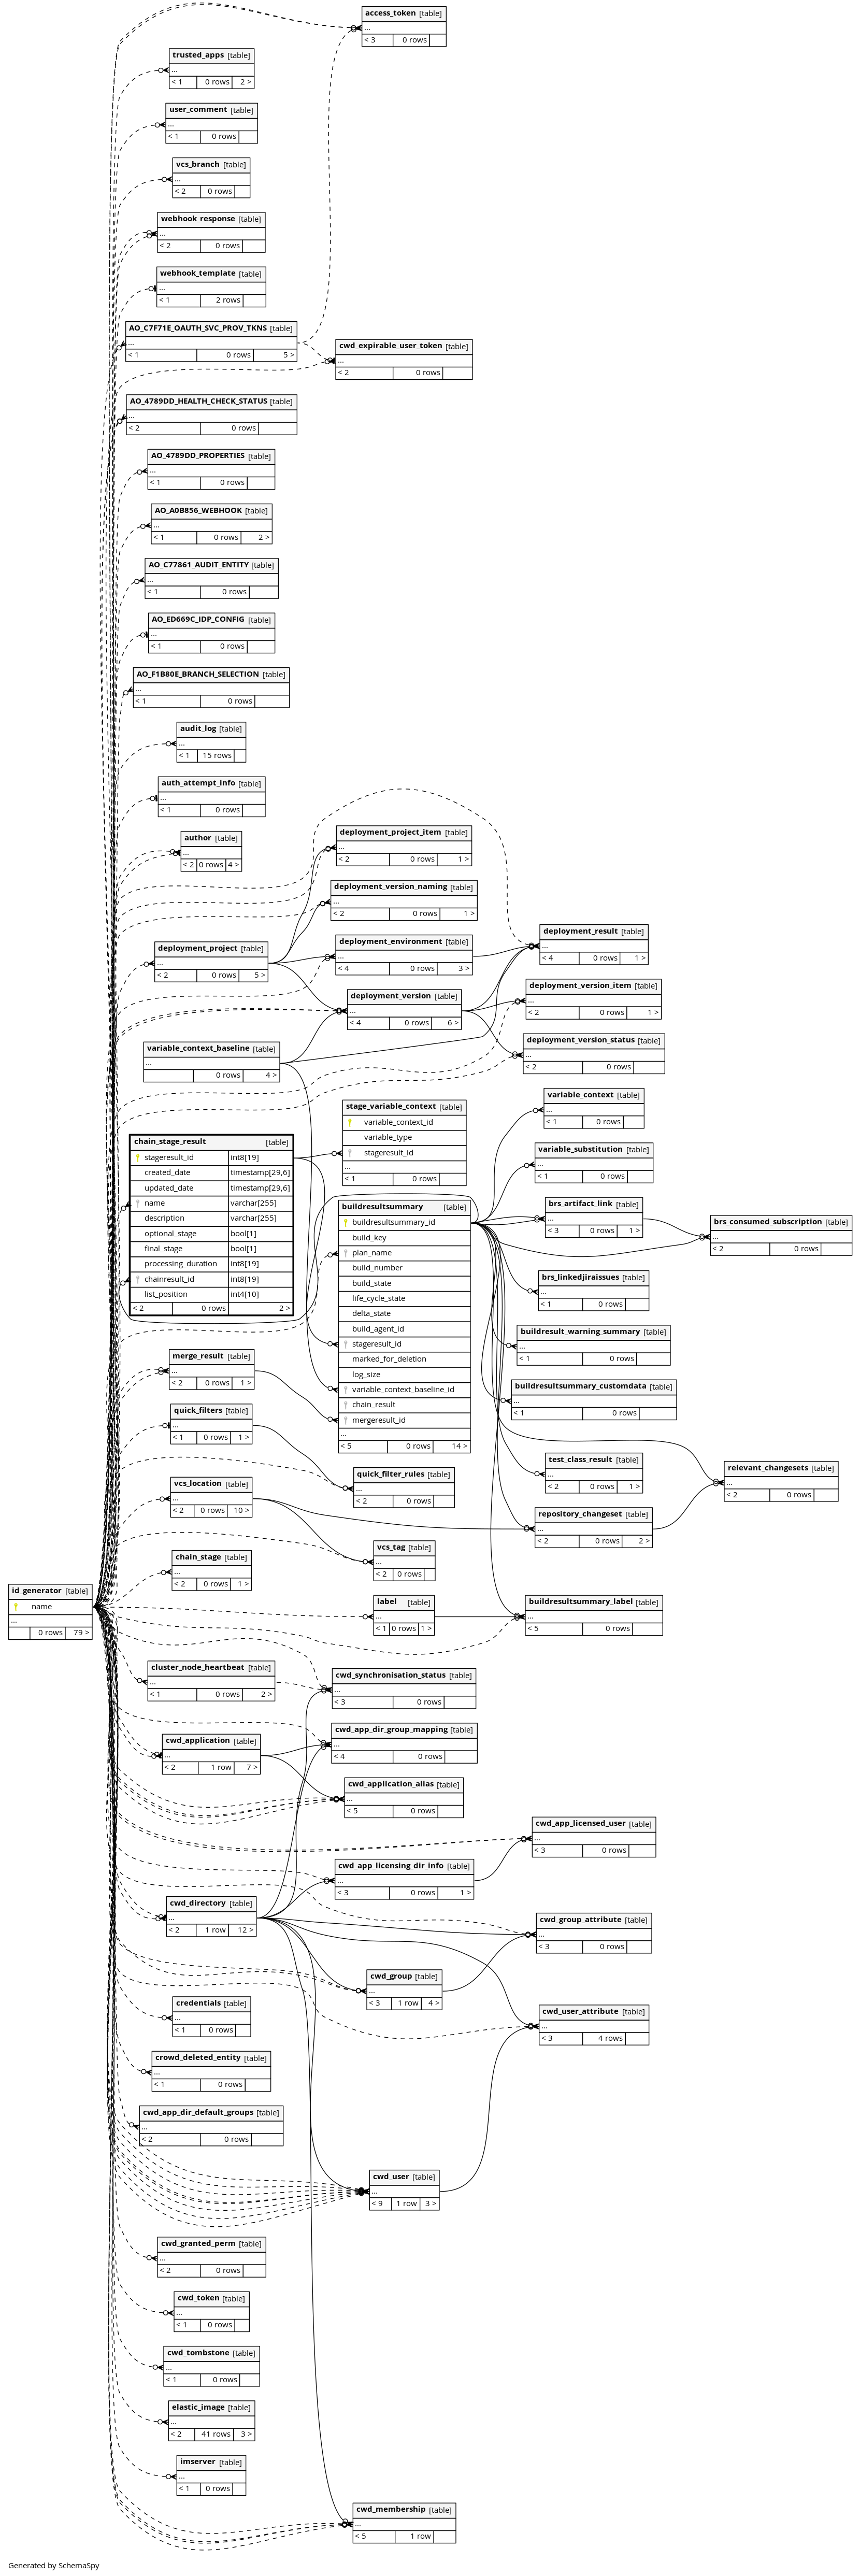 access_token [table]
...
< 3 0 rows
trusted_apps [table]
...
< 1 0 rows 2 >
user_comment [table]
...
< 1 0 rows
vcs_branch [table]
...
< 2 0 rows
webhook_response [table]
...
< 2 0 rows
webhook_template [table]
...
< 1 2 rows
AO_C7F71E_OAUTH_SVC_PROV_TKNS [table]
...
< 1 0 rows 5 >
cwd_expirable_user_token [table]
...
< 2 0 rows
AO_4789DD_HEALTH_CHECK_STATUS [table]
...
< 2 0 rows
AO_4789DD_PROPERTIES [table]
...
< 1 0 rows
AO_A0B856_WEBHOOK [table]
...
< 1 0 rows 2 >
AO_C77861_AUDIT_ENTITY [table]
...
< 1 0 rows
AO_ED669C_IDP_CONFIG [table]
...
< 1 0 rows
AO_F1B80E_BRANCH_SELECTION [table]
...
< 1 0 rows
audit_log [table]
...
< 1 15 rows
auth_attempt_info [table]
...
< 1 0 rows
author [table]
...
< 2 0 rows 4 >
deployment_project_item [table]
...
< 2 0 rows 1 >
deployment_version_naming [table]
...
< 2 0 rows 1 >
deployment_project [table]
...
< 2 0 rows 5 >
deployment_environment [table]
...
< 4 0 rows 3 >
deployment_result [table]
...
< 4 0 rows 1 >
deployment_version [table]
...
< 4 0 rows 6 >
deployment_version_item [table]
...
< 2 0 rows 1 >
variable_context_baseline [table]
...
0 rows 4 >
deployment_version_status [table]
...
< 2 0 rows
chain_stage_result [table]
stageresult_id int8[19]
created_date timestamp[29,6]
updated_date timestamp[29,6]
name varchar[255]
description varchar[255]
optional_stage bool[1]
final_stage bool[1]
processing_duration int8[19]
chainresult_id int8[19]
list_position int4[10]
< 2 0 rows 2 >
stage_variable_context [table]
variable_context_id
variable_type
stageresult_id
...
< 1 0 rows
variable_context [table]
...
< 1 0 rows
variable_substitution [table]
...
< 1 0 rows
buildresultsummary [table]
buildresultsummary_id
build_key
plan_name
build_number
build_state
life_cycle_state
delta_state
build_agent_id
stageresult_id
marked_for_deletion
log_size
variable_context_baseline_id
chain_result
mergeresult_id
...
< 5 0 rows 14 >
brs_artifact_link [table]
...
< 3 0 rows 1 >
brs_consumed_subscription [table]
...
< 2 0 rows
brs_linkedjiraissues [table]
...
< 1 0 rows
buildresult_warning_summary [table]
...
< 1 0 rows
buildresultsummary_customdata [table]
...
< 1 0 rows
merge_result [table]
...
< 2 0 rows 1 >
quick_filters [table]
...
< 1 0 rows 1 >
quick_filter_rules [table]
...
< 2 0 rows
test_class_result [table]
...
< 2 0 rows 1 >
relevant_changesets [table]
...
< 2 0 rows
vcs_location [table]
...
< 2 0 rows 10 >
repository_changeset [table]
...
< 2 0 rows 2 >
vcs_tag [table]
...
< 2 0 rows
chain_stage [table]
...
< 2 0 rows 1 >
id_generator [table]
name
...
0 rows 79 >
label [table]
...
< 1 0 rows 1 >
buildresultsummary_label [table]
...
< 5 0 rows
cluster_node_heartbeat [table]
...
< 1 0 rows 2 >
cwd_synchronisation_status [table]
...
< 3 0 rows
cwd_application [table]
...
< 2 1 row 7 >
cwd_app_dir_group_mapping [table]
...
< 4 0 rows
cwd_application_alias [table]
...
< 5 0 rows
cwd_app_licensed_user [table]
...
< 3 0 rows
cwd_app_licensing_dir_info [table]
...
< 3 0 rows 1 >
cwd_directory [table]
...
< 2 1 row 12 >
cwd_group_attribute [table]
...
< 3 0 rows
cwd_group [table]
...
< 3 1 row 4 >
credentials [table]
...
< 1 0 rows
cwd_user_attribute [table]
...
< 3 4 rows
crowd_deleted_entity [table]
...
< 1 0 rows
cwd_app_dir_default_groups [table]
...
< 2 0 rows
cwd_user [table]
...
< 9 1 row 3 >
cwd_granted_perm [table]
...
< 2 0 rows
cwd_token [table]
...
< 1 0 rows
cwd_tombstone [table]
...
< 1 0 rows
elastic_image [table]
...
< 2 41 rows 3 >
imserver [table]
...
< 1 0 rows
cwd_membership [table]
...
< 5 1 row
Generated by SchemaSpy